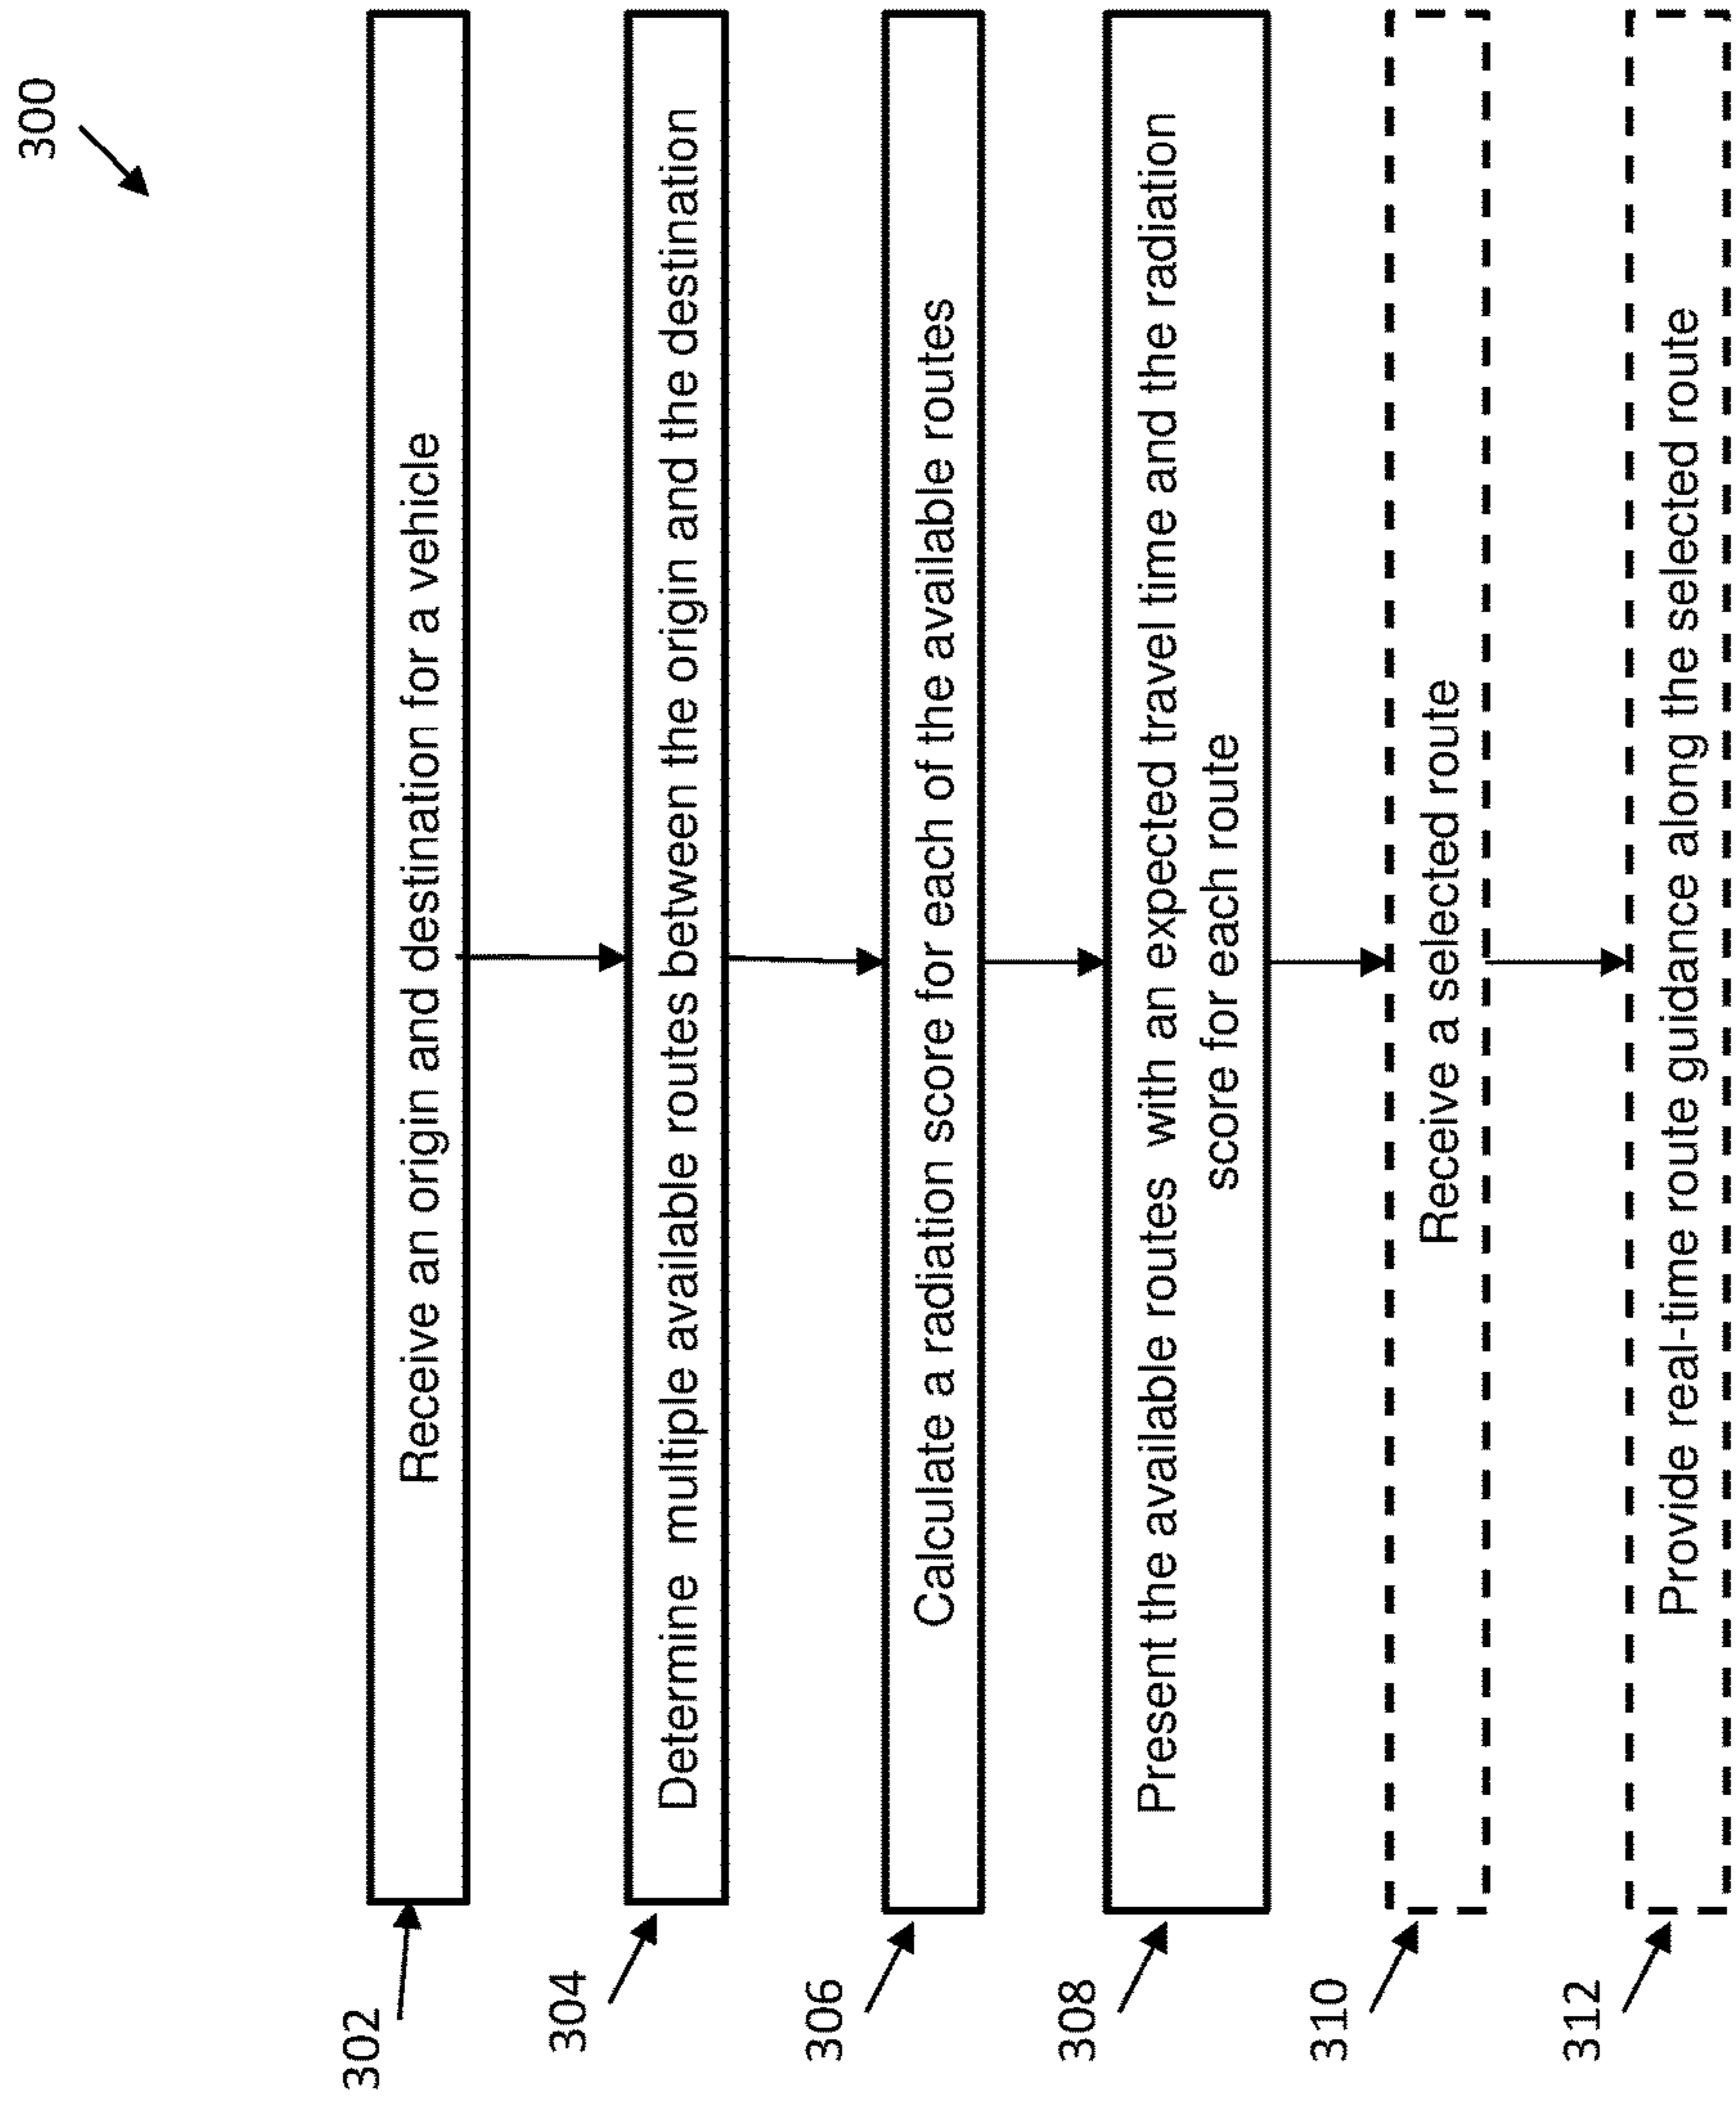 300
302
Receive an origin and destination for a vehicle
304
Determine multiple available routes between the origin and the destination
306
Calculate a radiation score for each of the available routes
308
Present the available routes with an expected travel time and the radiation
score for each route
310
Receive a selected route
312
Provide real-time route guidance along the selected route